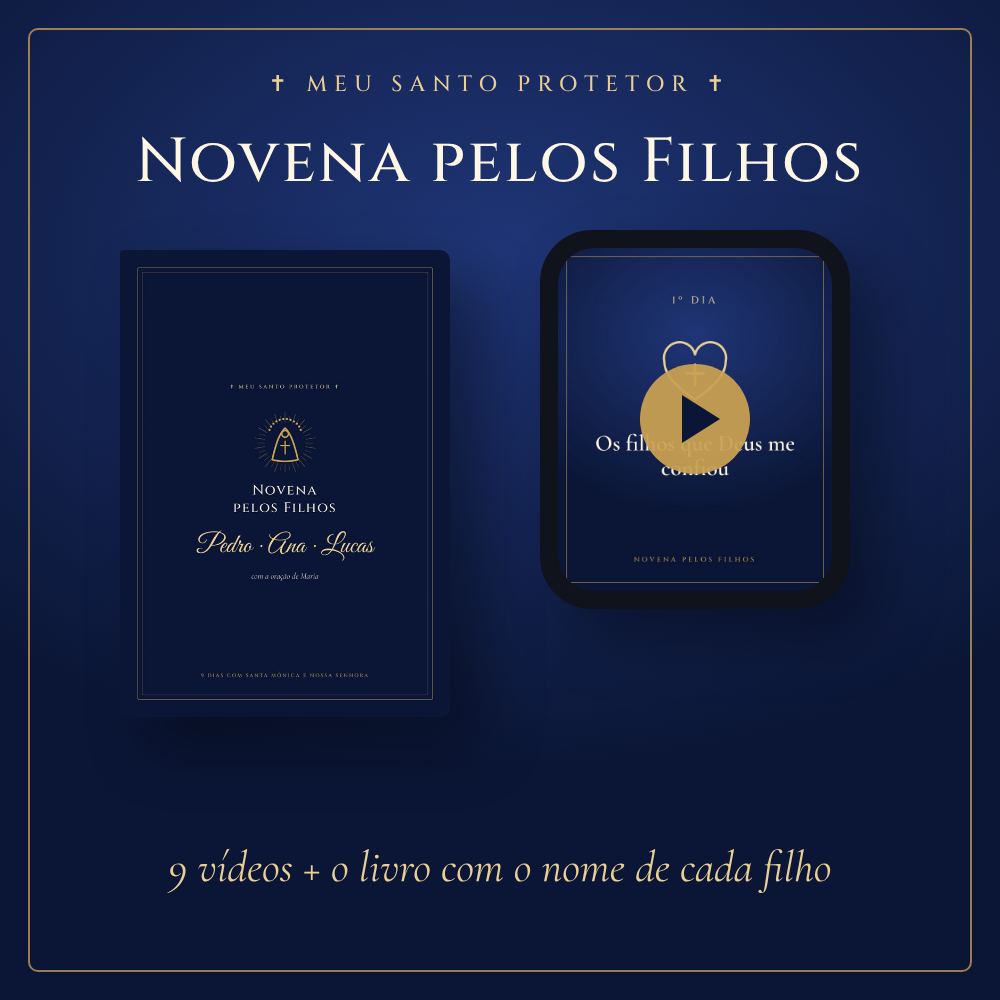 ✝ MEU SANTO PROTETOR ✝
NOVENA PELOS FILHOS
✝ MEU SANTO PROTETOR ✝
NOVENA
PELOS FILHOS
Pedro · Ana · Lucas
com a oração de Maria
9 DIAS COM SANTA MÔNICA E NOSSA SENHORA
1º DIA
Os filhos que Deus me
confiou
NOVENA PELOS FILHOS
9 vídeos + o livro com o nome de cada filho